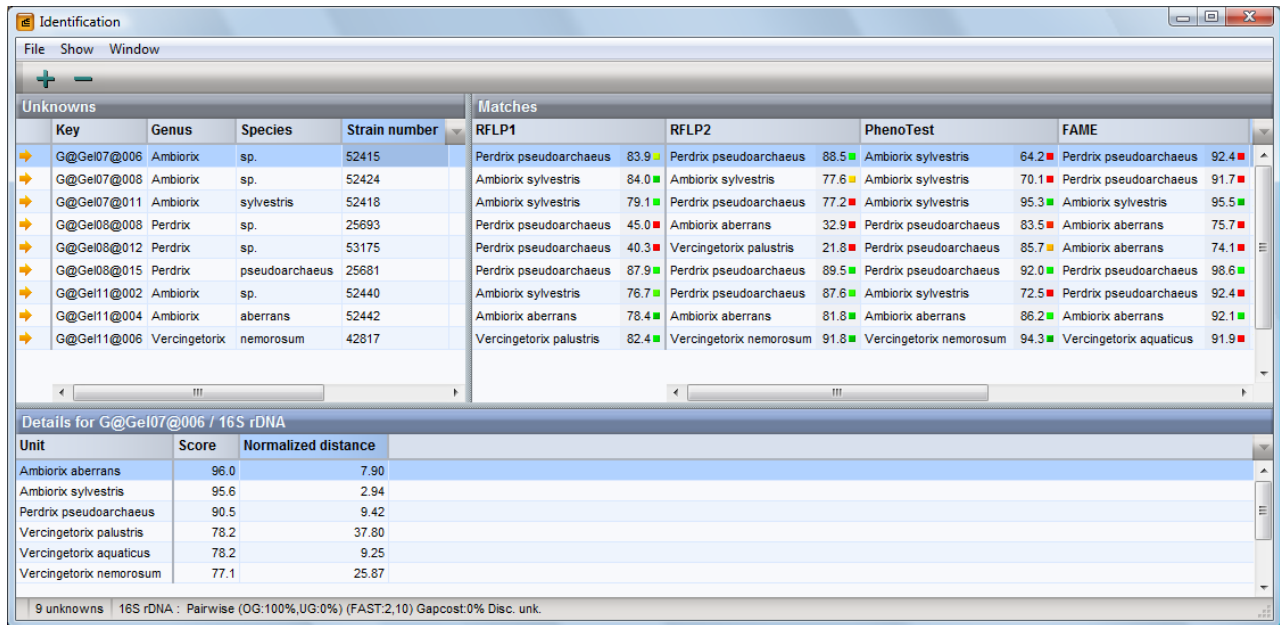 Identification
File Show Window
Unknowns Matches
Key Genus Species Strain number RFLP1 RFLP2 PhenoTest FAME
G@Gel07@006 Ambiorix sp. 52415 Perdrix pseudoarchaeus 83.9 Perdrix pseudoarchaeus 88.5 Ambiorix sylvestris 64.2 Perdrix pseudoarchaeus 92.4
G@Gel07@008 Ambiorix sp. 52424 Ambiorix sylvestris 84.0 Ambiorix sylvestris 77.6 Ambiorix sylvestris 70.1 Perdrix pseudoarchaeus 91.7
G@Gel07@011 Ambiorix sylvestris 52418 Ambiorix sylvestris 79.1 Perdrix pseudoarchaeus 77.2 Ambiorix sylvestris 95.3 Ambiorix sylvestris 95.5
G@Gel08@008 Perdrix sp. 25693 Perdrix pseudoarchaeus 45.0 Ambiorix aberrans 32.9 Perdrix pseudoarchaeus 83.5 Ambiorix aberrans 75.7
G@Gel08@012 Perdrix sp. 53175 Perdrix pseudoarchaeus 40.3 Vercingetorix palustris 21.8 Perdrix pseudoarchaeus 85.7 Ambiorix aberrans 74.1
G@Gel08@015 Perdrix pseudoarchaeus 25681 Perdrix pseudoarchaeus 87.9 Perdrix pseudoarchaeus 89.5 Perdrix pseudoarchaeus 92.0 Perdrix pseudoarchaeus 98.6
G@Gel11@002 Ambiorix sp. 52440 Ambiorix sylvestris 76.7 Perdrix pseudoarchaeus 87.6 Ambiorix sylvestris 72.5 Perdrix pseudoarchaeus 92.4
G@Gel11@004 Ambiorix aberrans 52442 Ambiorix aberrans 78.4 Ambiorix aberrans 81.8 Ambiorix aberrans 86.2 Ambiorix aberrans 92.1
G@Gel11@006 Vercingetorix nemorosum 42817 Vercingetorix palustris 82.4 Vercingetorix nemorosum 91.8 Vercingetorix nemorosum 94.3 Vercingetorix aquaticus 91.9
Details for G@Gel07@006 / 16S rDNA
Unit Score Normalized distance
Ambiorix aberrans 96.0 7.90
Ambiorix sylvestris 95.6 2.94
Perdrix pseudoarchaeus 90.5 9.42
Vercingetorix palustris 78.2 37.80
Vercingetorix aquaticus 78.2 9.25
Vercingetorix nemorosum 77.1 25.87
9 unknowns 16S rDNA : Pairwise (OG:100%,UG:0%) (FAST:2,10) Gapcost:0% Disc. unk.